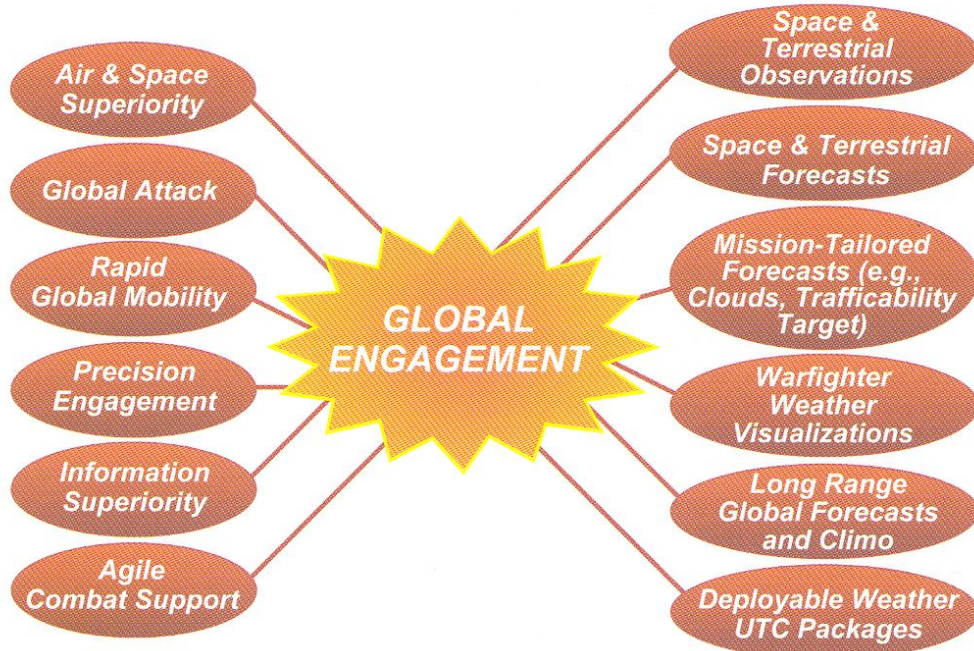 Air & Space
Superiority
Global Attack
Rapid
Global Mobility
Precision
Engagement
Information
Superiority
Agile
Combat Support
GLOBAL
ENGAGEMENT
Space &
Terrestrial
Observations
Space & Terrestrial
Forecasts
Mission-Tailored
Forecasts (e.g.,
Clouds, Trafficability
Target)
Warfighter
Weather
Visualizations
Long Range
Global Forecasts
and Climo
Deployable Weather
UTC Packages